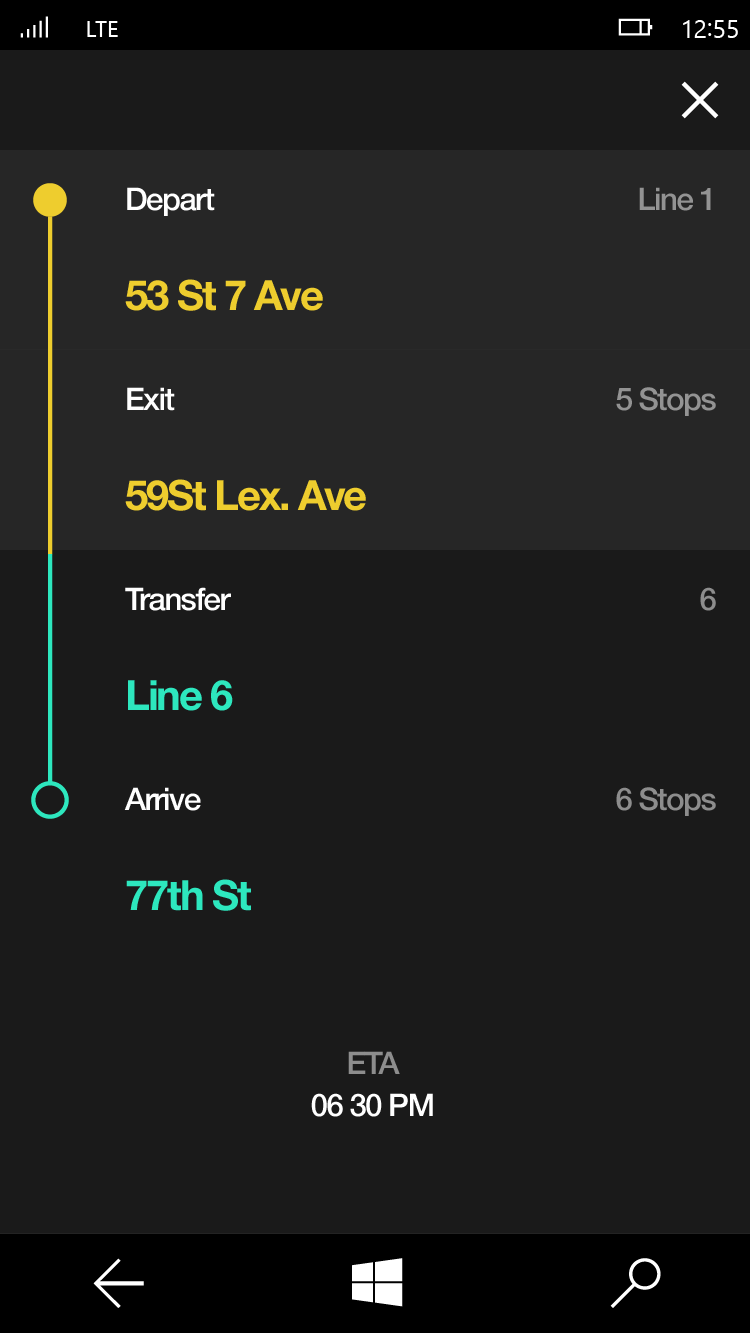 LTE 12:55
Depart Line 1
53 St 7 Ave
Exit 5 Stops
59St Lex. Ave
Transfer 6
Line 6
Arrive 6 Stops
77th St
ETA
06 30 PM